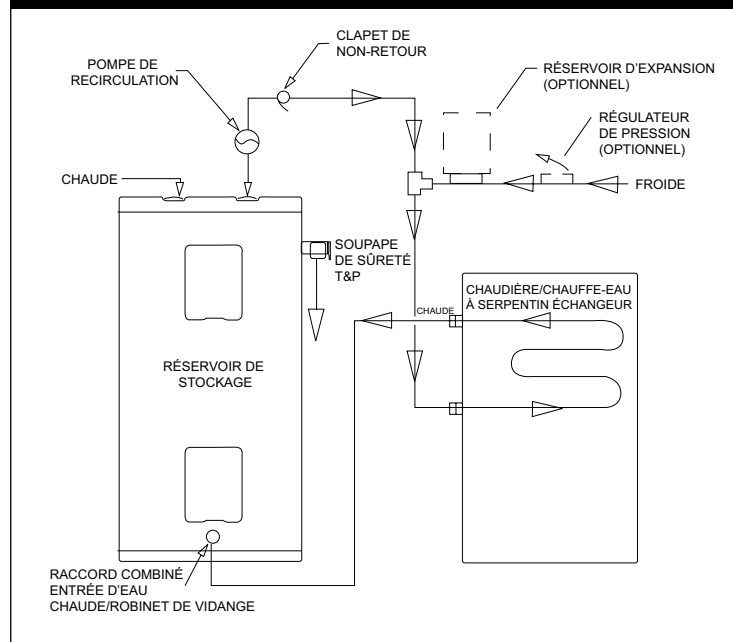 CLAPET DE
NON-RETOUR
POMPE DE
RECIRCULATION
RÉSERVOIR D'EXPANSION
(OPTIONNEL)
RÉGULATEUR
DE PRESSION
(OPTIONNEL)
CHAUDE
FROIDE
SOUPAPE
DE SÛRETÉ
T&P
CHAUDIÈRE/CHAUFFE-EAU
À SERPENTIN ÉCHANGEUR
CHAUDE
RÉSERVOIR DE
STOCKAGE
RACCORD COMBINÉ
ENTRÉE D'EAU
CHAUDE/ROBINET DE VIDANGE